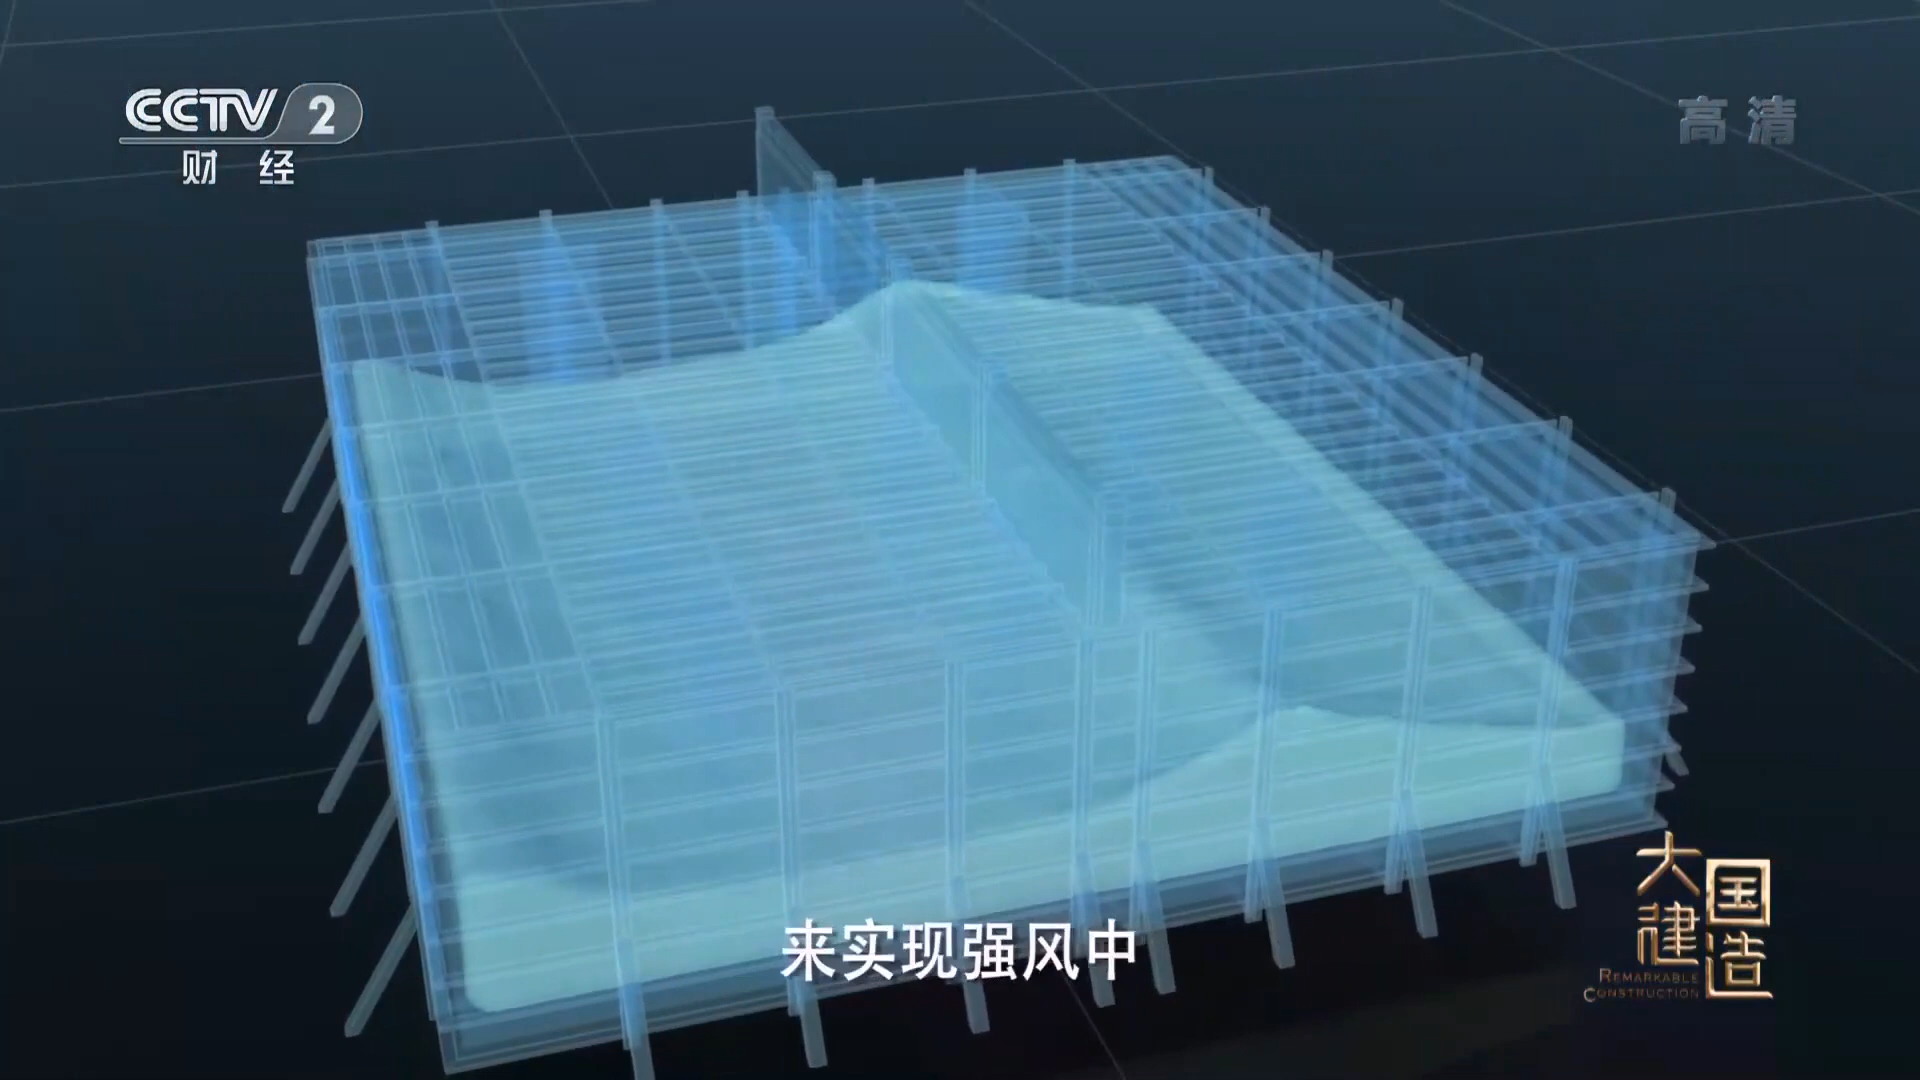 CCTV 2
财 经
高 清
来实现强风中
大国
建造
REMARKABLE
CONSTRUCTION